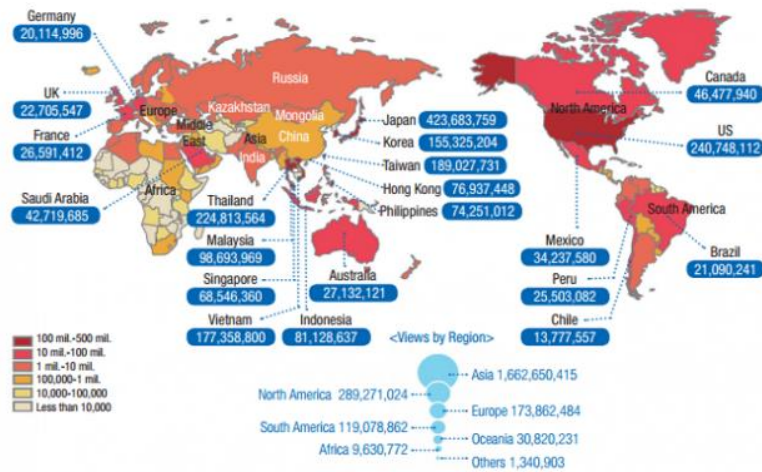 Germany
20,114,996
UK
22,705,547
France
26,591,412
Saudi Arabia
42,719,685
Europe
Middle
East
Africa
Russia
Kazakhstan
Mongolia
China
Asia
India
Japan 423,683,759
Korea 155,325,204
Taiwan 189,027,731
Hong Kong 76,937,448
Philippines 74,251,012
Thailand
224,813,564
Malaysia
98,693,969
Singapore
68,546,360
Vietnam
177,358,800
Indonesia
81,128,637
Australia
27,132,121
North America
Canada
46,477,940
US
240,748,112
South America
Mexico
34,237,580
Peru
25,503,082
Chile
13,777,557
Brazil
21,090,241
100 mil.-500 mil.
10 mil.-100 mil.
1 mil.-10 mil.
100,000-1 mil.
10,000-100,000
Less than 10,000
<Views by Region>
Asia 1,662,650,415
North America 289,271,024
Europe 173,862,484
South America 119,078,862
Oceania 30,820,231
Africa 9,630,772
Others 1,340,903